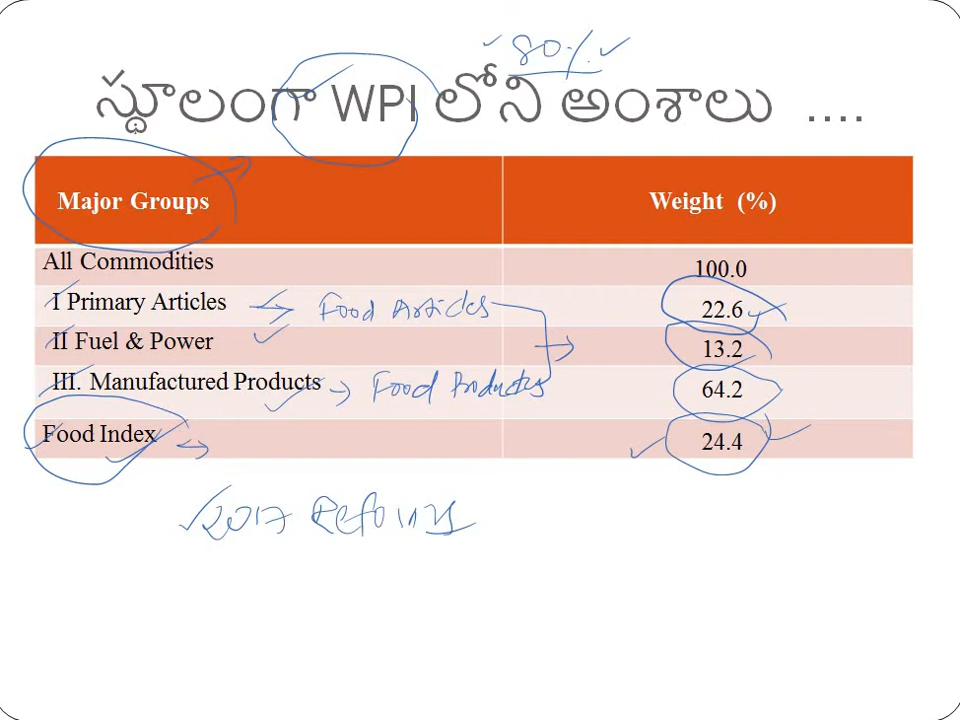 80%
స్థూలంగా WPI లోని అంశాలు ....
Major Groups Weight (%)
All Commodities 100.0
I Primary Articles Food Articles 22.6
II Fuel & Power 13.2
III. Manufactured Products Food Products 64.2
Food Index 24.4
2017 Reforms